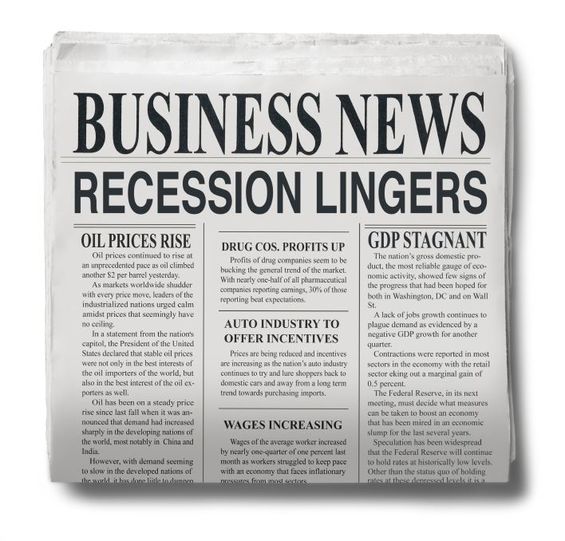 BUSINESS NEWS
RECESSION LINGERS
OIL PRICES RISE
Oil prices continued to rise at
an unprecedented pace as oil climbed
another $2 per barrel yesterday.
As markets worldwide shudder
with every price move, leaders of the
industrialized nations urged calm
amidst prices that seemingly have
no ceiling.
In a statement from the nation's
capitol, the President of the United
States declared that stable oil prices
were not only in the best interests of
the oil importers of the world, but
also in the best interest of the oil ex-
porters as well.
Oil has been on a steady price
rise since last fall when it was an-
nounced that demand had increased
sharply in the developing nations of
the world, most notably in China and
India.
However, with demand seeming
to slow in the developed nations of
the world, it has done little to dampen
DRUG COS. PROFITS UP
Profits of drug companies seem to be
bucking the general trend of the market.
With nearly one-half of all pharmaceutical
companies reporting earnings, 30% of those
reporting beat expectations.
AUTO INDUSTRY TO
OFFER INCENTIVES
Prices are being reduced and incentives
are increasing as the nation's auto industry
continues to try and lure shoppers back to
domestic cars and away from a long term
trend towards purchasing imports.
WAGES INCREASING
Wages of the average worker increased
by nearly one-quarter of one percent last
month as workers struggled to keep pace
with an economy that faces inflationary
pressures from most sectors.
GDP STAGNANT
The nation's gross domestic pro-
duct, the most reliable gauge of eco-
nomic activity, showed few signs of
the progress that had been hoped for
both in Washington, DC and on Wall
St.
A lack of jobs growth continues to
plague demand as evidenced by a
negative GDP growth for another
quarter.
Contractions were reported in most
sectors in the economy with the retail
sector eking out a marginal gain of
0.5 percent.
The Federal Reserve, in its next
meeting, must decide what measures
can be taken to boost an economy
that has been mired in an economic
slump for the last several years.
Speculation has been widespread
that the Federal Reserve will continue
to hold rates at historically low levels.
Other than the status quo of holding
rates at these depressed levels it is a